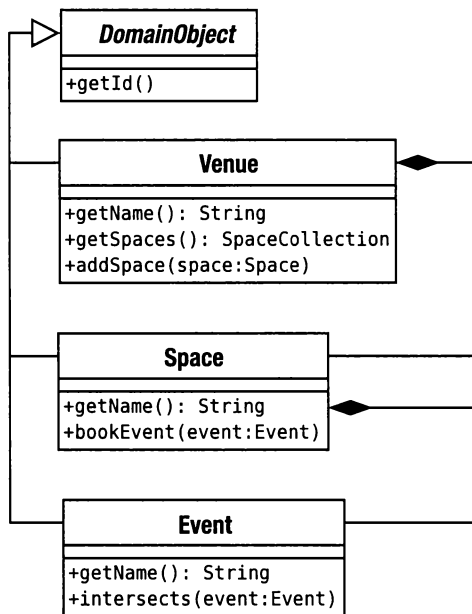 DomainObject
+getId()
Venue
+getName(): String
+getSpaces(): SpaceCollection
+addSpace(space:Space)
Space
+getName(): String
+bookEvent(event:Event)
Event
+getName(): String
+intersects(event:Event)